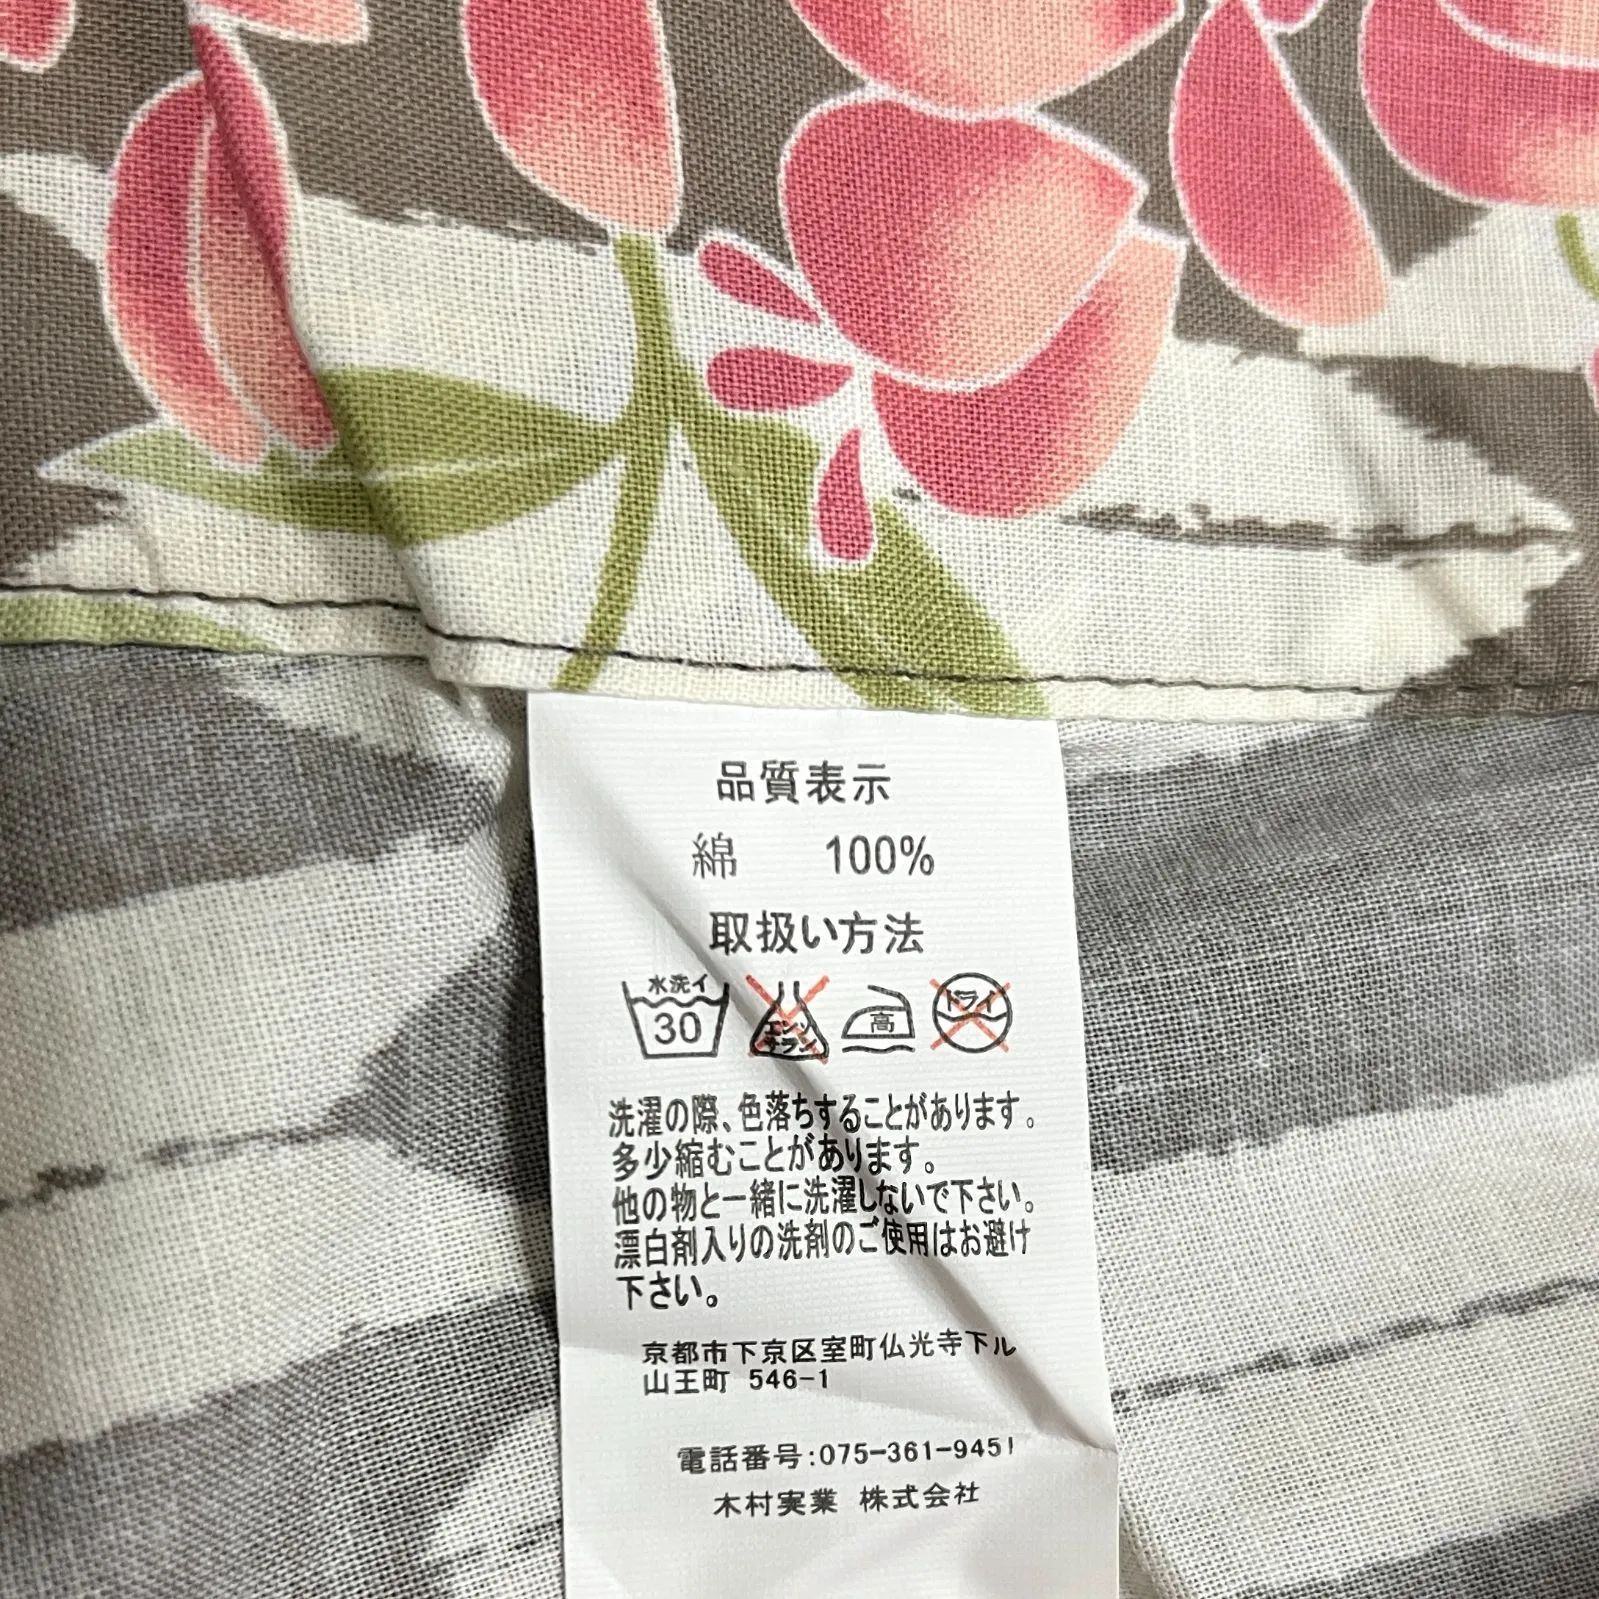 品質表示
綿 100%
取扱い方法
水洗イ 30 エンソサラシ 高 ドライ
洗濯の際、色落ちすることがあります。
多少縮むことがあります。
他の物と一緒に洗濯しないで下さい。
漂白剤入りの洗剤のご使用はお避け
下さい。
京都市下京区室町仏光寺下ル
山王町 546-1
電話番号:075-361-9451
木村実業 株式会社